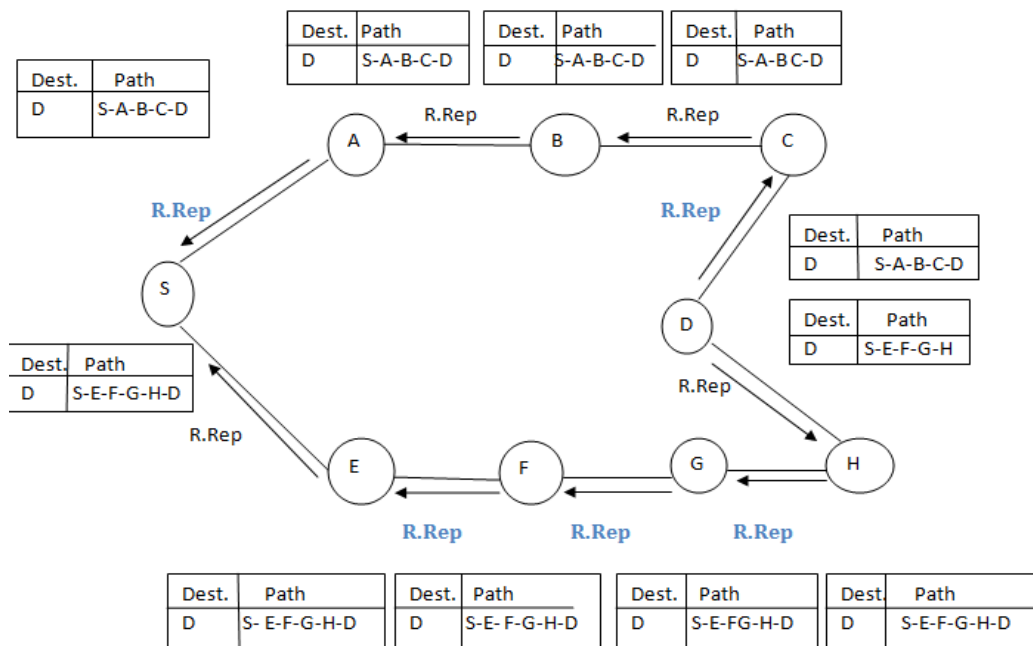 Dest. Path
D S-A-B-C-D
Dest. Path
D S-A-B-C-D
Dest. Path
D S-A-B C-D
Dest. Path
D S-A-B-C-D
R.Rep
R.Rep
A
B
C
R.Rep
R.Rep
Dest. Path
D S-A-B-C-D
S
D
Dest. Path
D S-E-F-G-H
Dest. Path
D S-E-F-G-H-D
R.Rep
R.Rep
E
F
G
H
R.Rep
R.Rep
R.Rep
Dest. Path
D S- E-F-G-H-D
Dest. Path
D S-E- F-G-H-D
Dest. Path
D S-E-FG-H-D
Dest. Path
D S-E-F-G-H-D